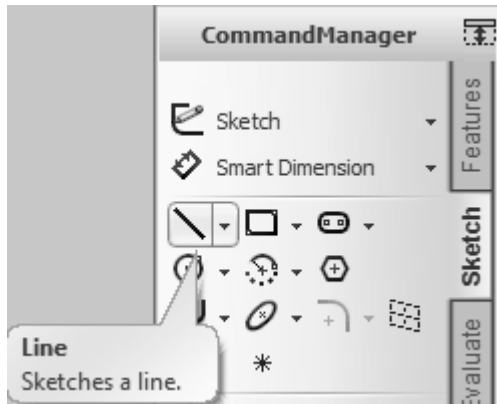 CommandManager
Sketch
Smart Dimension
Line
Sketches a line.
Features
Sketch
Evaluate